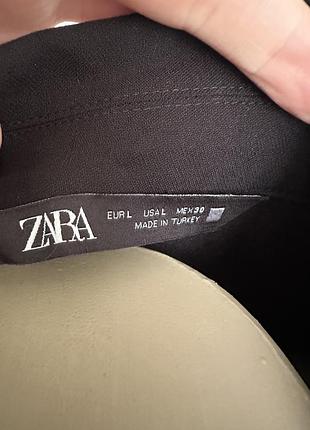 ZARA
EUR L USA L MEX 30
MADE IN TURKEY